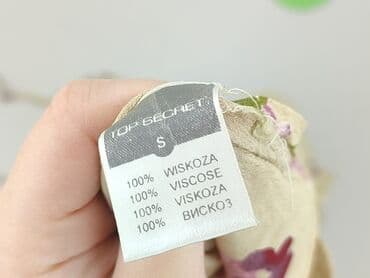 TOP SECRET
S
100% WISKOZA
100% VISCOSE
100% VISKOZA
100% ВИСКОЗ